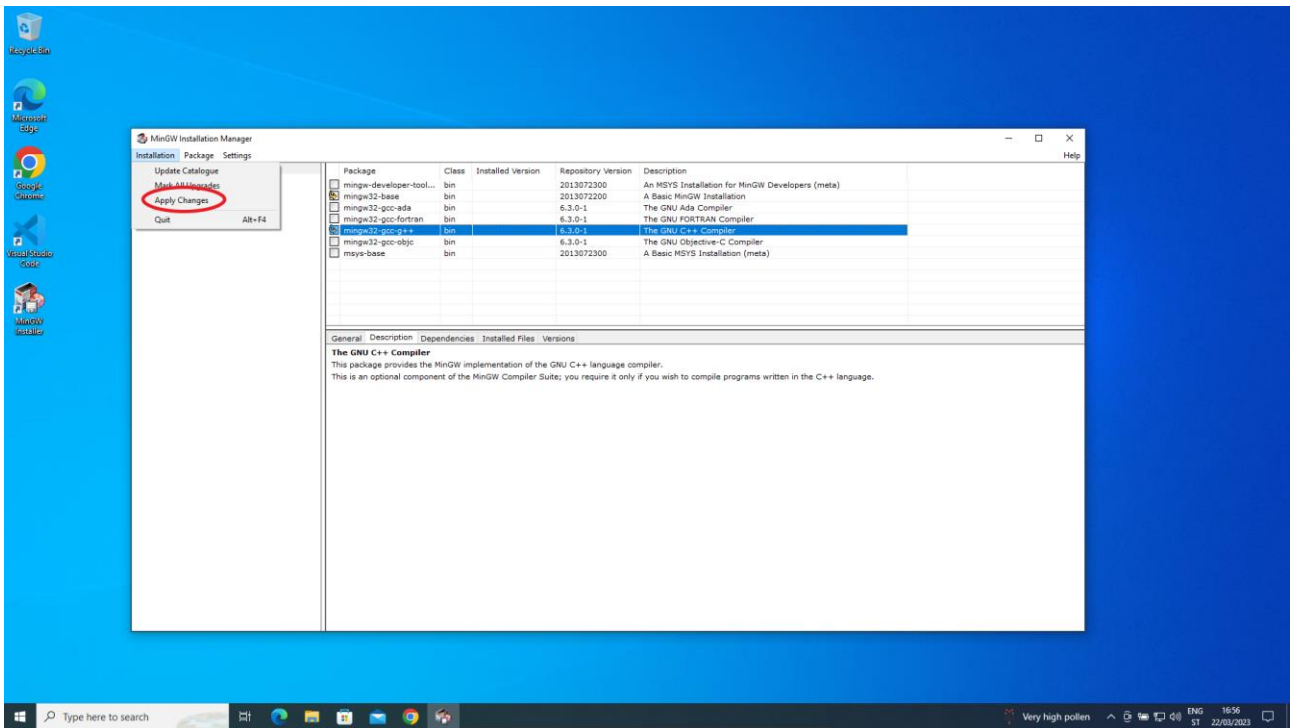 Recycle Bin
Microsoft
Edge
Google
Chrome
Visual Studio
Code
MinGW
Installer
MinGW Installation Manager
Installation Package Settings Help
Update Catalogue
Mark All Upgrades
Apply Changes
Quit Alt+F4
Package Class Installed Version Repository Version Description
mingw-developer-tool... bin 2013072300 An MSYS Installation for MinGW Developers (meta)
mingw32-base bin 2013072200 A Basic MinGW Installation
mingw32-gcc-ada bin 6.3.0-1 The GNU Ada Compiler
mingw32-gcc-fortran bin 6.3.0-1 The GNU FORTRAN Compiler
mingw32-gcc-g++ bin 6.3.0-1 The GNU C++ Compiler
mingw32-gcc-objc bin 6.3.0-1 The GNU Objective-C Compiler
msys-base bin 2013072300 A Basic MSYS Installation (meta)
General Description Dependencies Installed Files Versions
The GNU C++ Compiler
This package provides the MinGW implementation of the GNU C++ language compiler.
This is an optional component of the MinGW Compiler Suite; you require it only if you wish to compile programs written in the C++ language.
Type here to search
Very high pollen
ENG
ST
16:56
22/03/2023